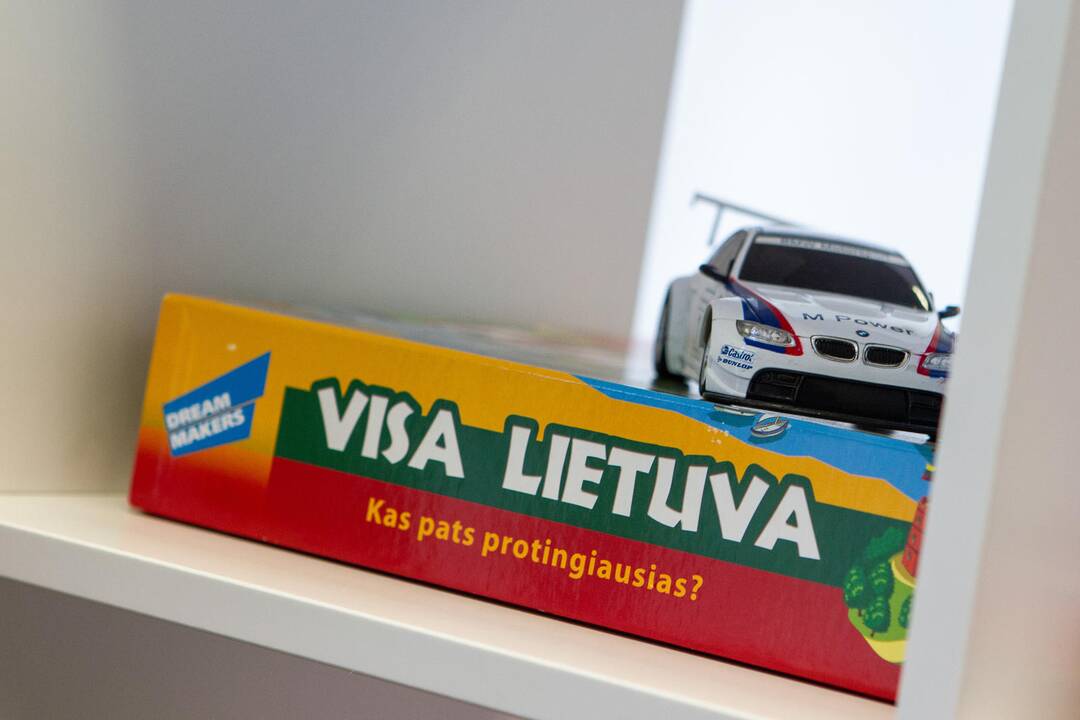 M Power
Castrol
DUNLOP
DREAM
MAKERS
VISA LIETUVA
Kas pats protingiausias?